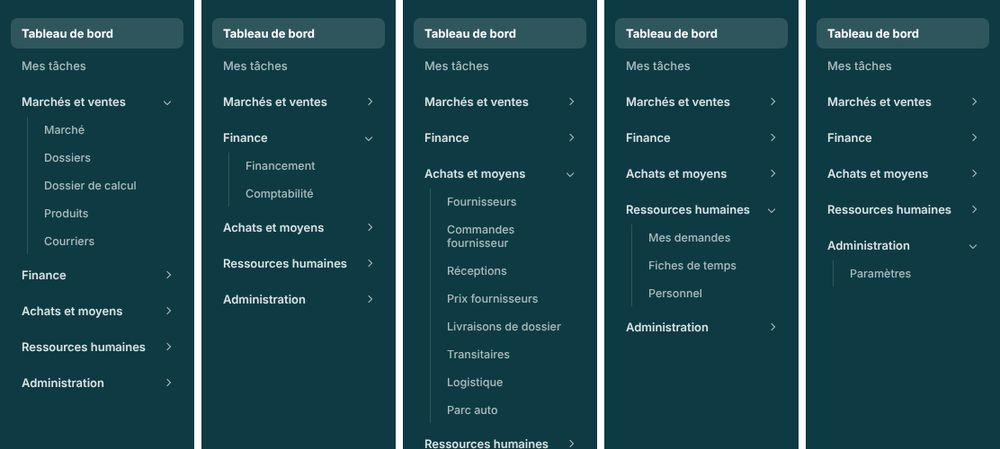 Tableau de bord
Mes tâches
Marchés et ventes
Marché
Dossiers
Dossier de calcul
Produits
Courriers
Finance
Achats et moyens
Ressources humaines
Administration
Tableau de bord
Mes tâches
Marchés et ventes
Finance
Financement
Comptabilité
Achats et moyens
Ressources humaines
Administration
Tableau de bord
Mes tâches
Marchés et ventes
Finance
Achats et moyens
Fournisseurs
Commandes
fournisseur
Réceptions
Prix fournisseurs
Livraisons de dossier
Transitaires
Logistique
Parc auto
Ressources humaines
Tableau de bord
Mes tâches
Marchés et ventes
Finance
Achats et moyens
Ressources humaines
Mes demandes
Fiches de temps
Personnel
Administration
Tableau de bord
Mes tâches
Marchés et ventes
Finance
Achats et moyens
Ressources humaines
Administration
Paramètres